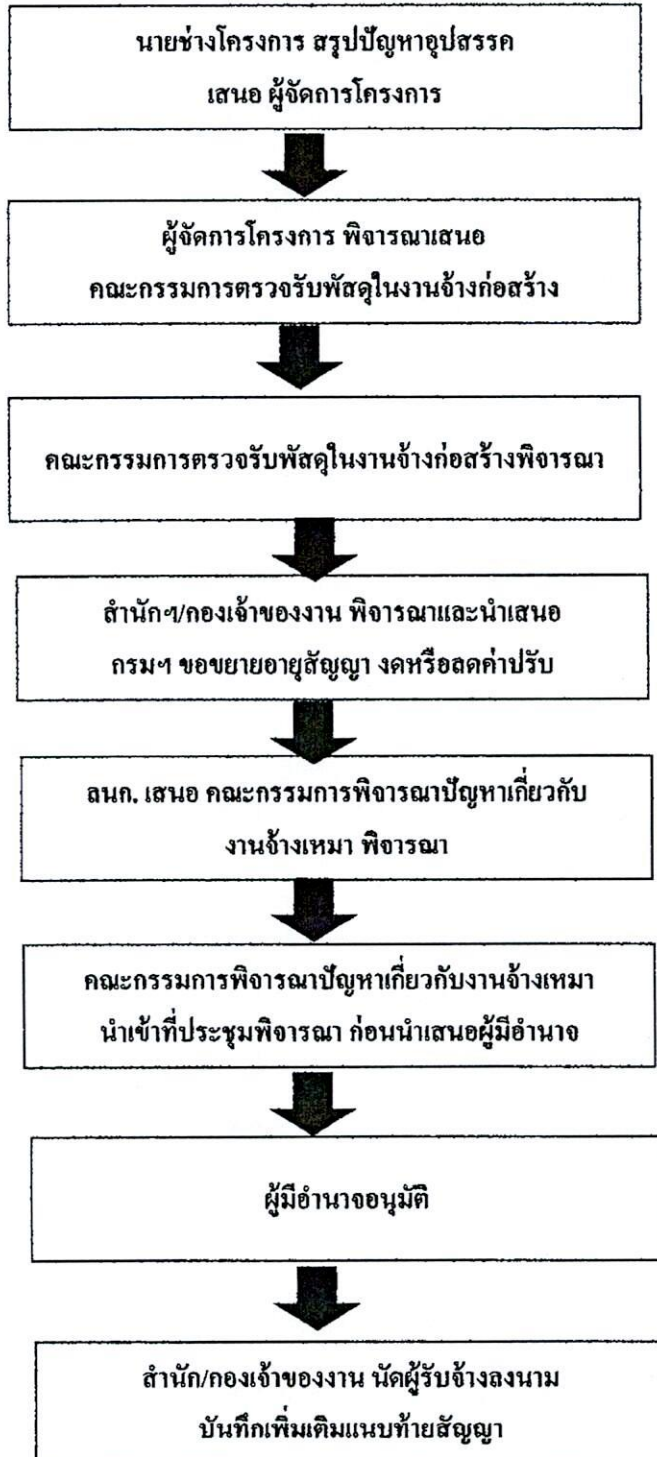 นายช่างโครงการ สรุปปัญหาอุปสรรค
เสนอ ผู้จัดการโครงการ
ผู้จัดการโครงการ พิจารณาเสนอ
คณะกรรมการตรวจรับพัสดุในงานจ้างก่อสร้าง
คณะกรรมการตรวจรับพัสดุในงานจ้างก่อสร้างพิจารณา
สำนักฯ/กองเจ้าของงาน พิจารณาและนำเสนอ
กรมฯ ขอขยายอายุสัญญา งดหรือลดค่าปรับ
ลนก. เสนอ คณะกรรมการพิจารณาปัญหาเกี่ยวกับ
งานจ้างเหมา พิจารณา
คณะกรรมการพิจารณาปัญหาเกี่ยวกับงานจ้างเหมา
นำเข้าที่ประชุมพิจารณา ก่อนนำเสนอผู้มีอำนาจ
ผู้มีอำนาจอนุมัติ
สำนัก/กองเจ้าของงาน นัดผู้รับจ้างลงนาม
บันทึกเพิ่มเติมแนบท้ายสัญญา